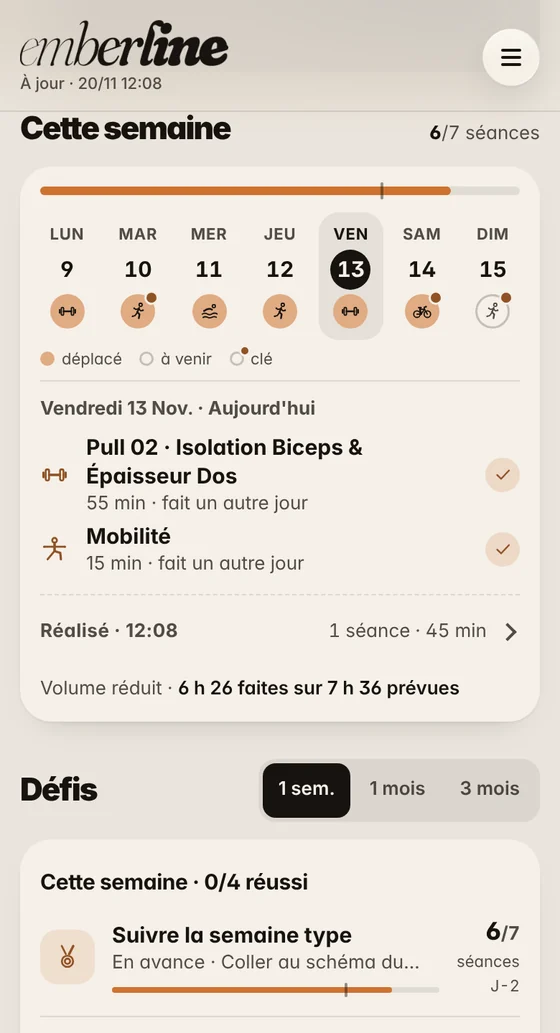 emberline
À jour · 20/11 12:08
Cette semaine
6/7 séances
LUN MAR MER JEU VEN SAM DIM
9 10 11 12 13 14 15
déplacé à venir clé
Vendredi 13 Nov. · Aujourd'hui
Pull 02 · Isolation Biceps &
Épaisseur Dos
55 min · fait un autre jour
Mobilité
15 min · fait un autre jour
Réalisé · 12:08 1 séance · 45 min
Volume réduit · 6 h 26 faites sur 7 h 36 prévues
Défis
1 sem. 1 mois 3 mois
Cette semaine · 0/4 réussi
Suivre la semaine type
6/7
En avance · Coller au schéma du...
séances
J-2